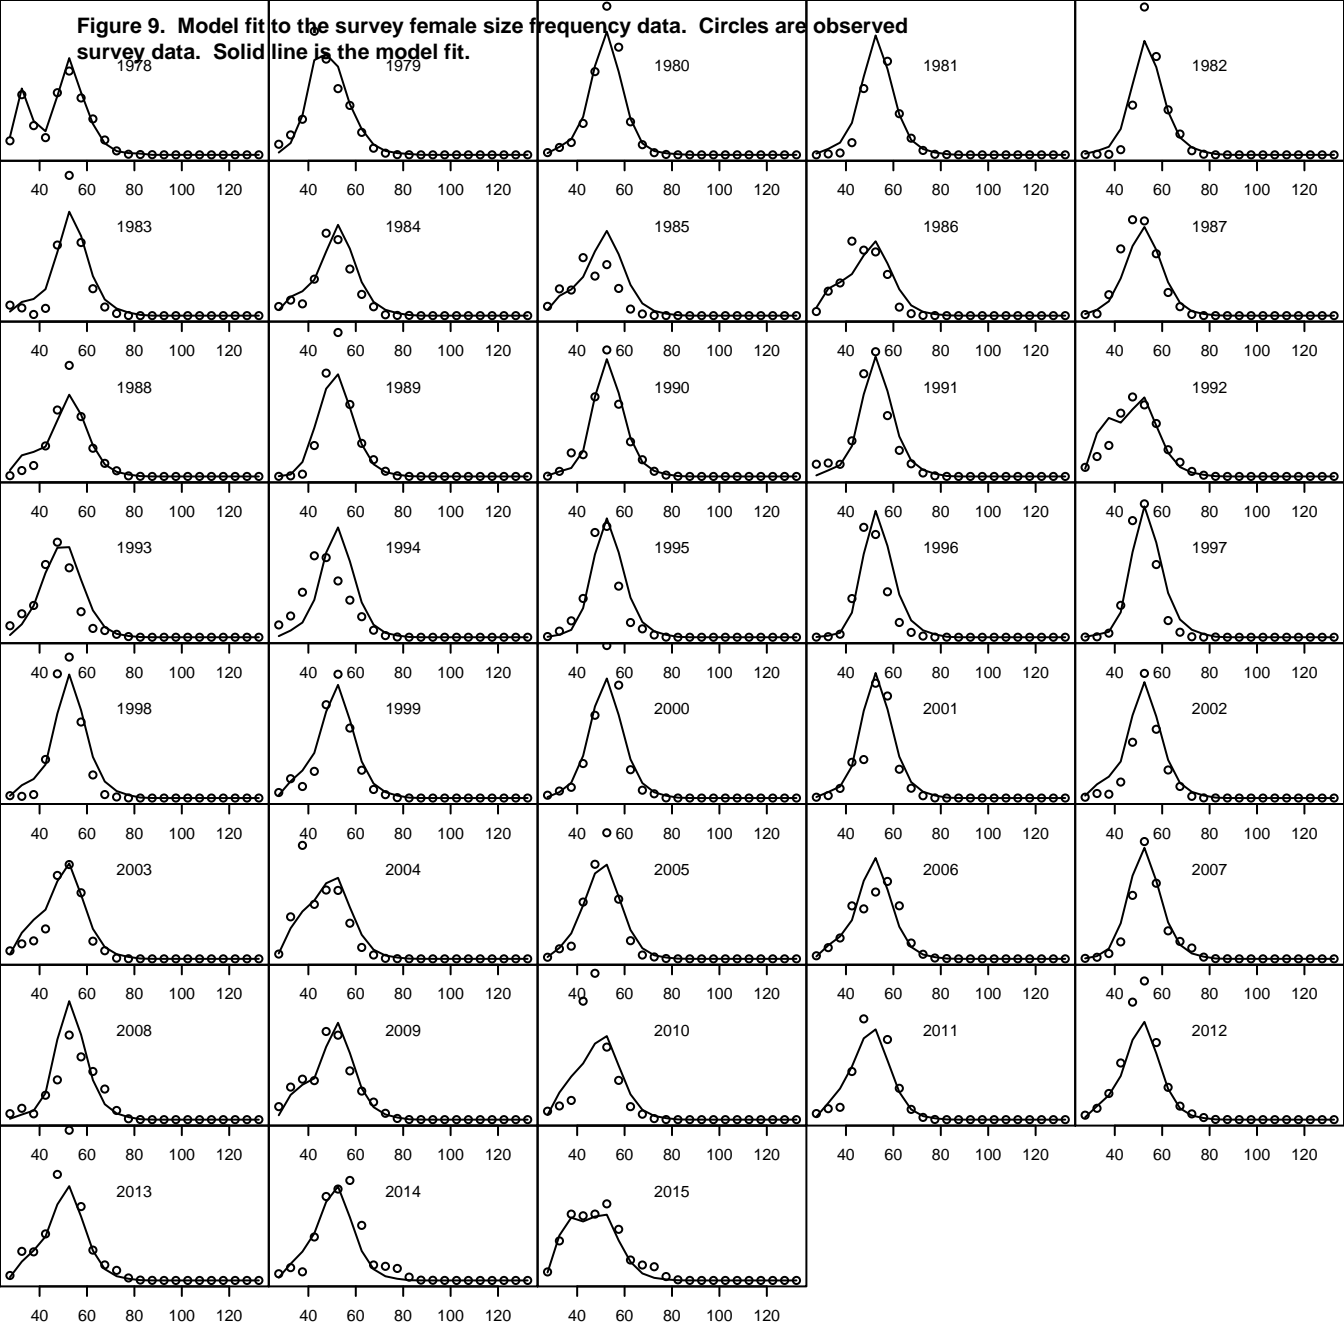 Figure 9. Model fit to the survey female size frequency data. Circles are observed
survey data. Solid line is the model fit.
1978 1979 1980 1981 1982
40 60 80 100 120 40 60 80 100 120 40 60 80 100 120 40 60 80 100 120 40 60 80 100 120
1983 1984 1985 1986 1987
40 60 80 100 120 40 60 80 100 120 40 60 80 100 120 40 60 80 100 120 40 60 80 100 120
1988 1989 1990 1991 1992
40 60 80 100 120 40 60 80 100 120 40 60 80 100 120 40 60 80 100 120 40 60 80 100 120
1993 1994 1995 1996 1997
40 60 80 100 120 40 60 80 100 120 40 60 80 100 120 40 60 80 100 120 40 60 80 100 120
1998 1999 2000 2001 2002
40 60 80 100 120 40 60 80 100 120 40 60 80 100 120 40 60 80 100 120 40 60 80 100 120
2003 2004 2005 2006 2007
40 60 80 100 120 40 60 80 100 120 40 60 80 100 120 40 60 80 100 120 40 60 80 100 120
2008 2009 2010 2011 2012
40 60 80 100 120 40 60 80 100 120 40 60 80 100 120 40 60 80 100 120 40 60 80 100 120
2013 2014 2015
40 60 80 100 120 40 60 80 100 120 40 60 80 100 120